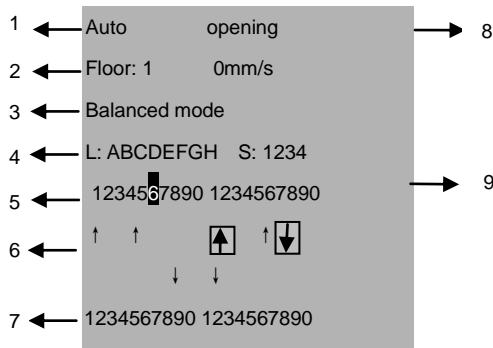 1 Auto opening 8
2 Floor: 1 0mm/s
3 Balanced mode
4 L: ABCDEFGH S: 1234
5 1234567890 1234567890 9
6 ↑ ↑ ↑ ↑ ↓
↓ ↓
7 1234567890 1234567890